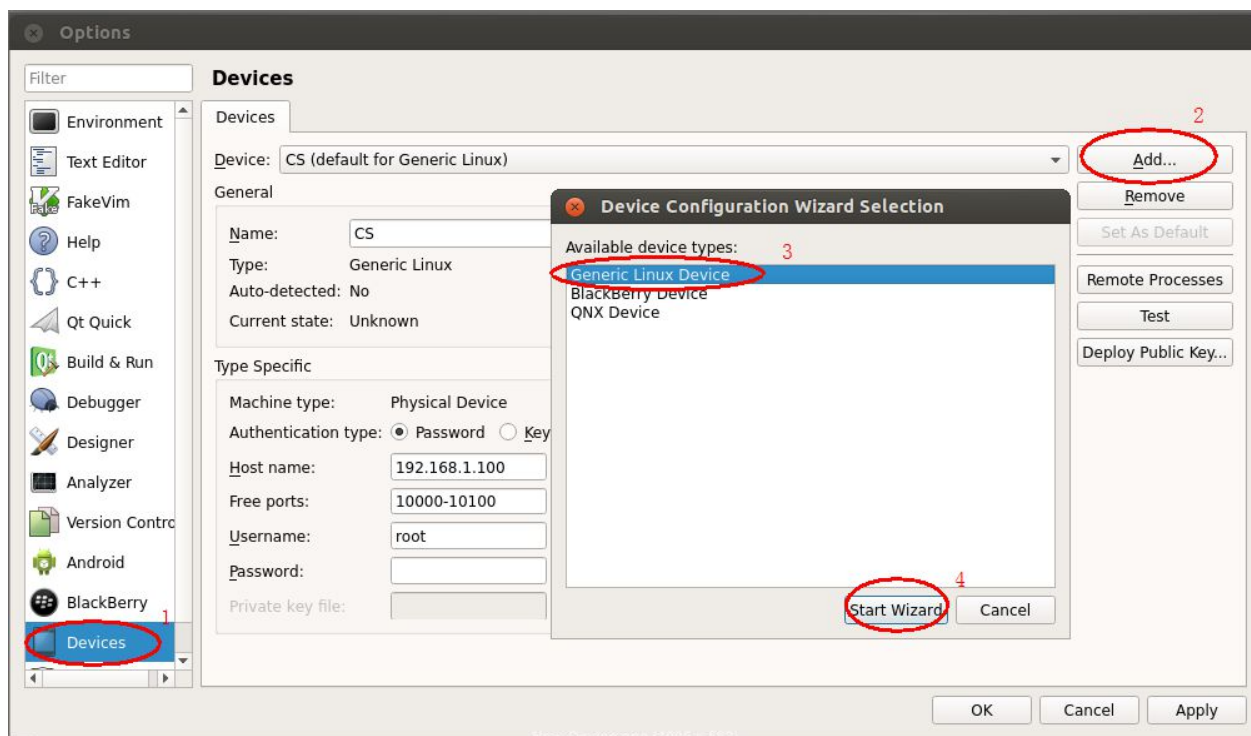 Options
Filter
Devices
Environment
Text Editor
FakeVim
Help
C++
Qt Quick
Build & Run
Debugger
Designer
Analyzer
Version Contro
Android
BlackBerry
1
Devices
Devices
Device: CS (default for Generic Linux)
General
Name: CS
Type: Generic Linux
Auto-detected: No
Current state: Unknown
Type Specific
Machine type: Physical Device
Authentication type: Password Key
Host name: 192.168.1.100
Free ports: 10000-10100
Username: root
Password:
Private key file:
2
Add...
Remove
Set As Default
Remote Processes
Test
Deploy Public Key...
Device Configuration Wizard Selection
Available device types:
3
Generic Linux Device
BlackBerry Device
QNX Device
4
Start Wizard
Cancel
OK
Cancel
Apply